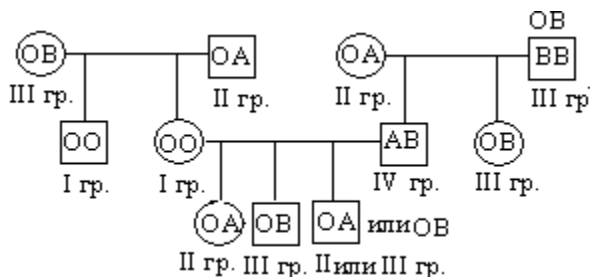 OB
OB OA OA BB
III гр. II гр. II гр. III гр
OO OO AB OB
I гр. I гр. IV гр. III гр.
OA OB OA или OB
II гр. III гр. II или III гр.